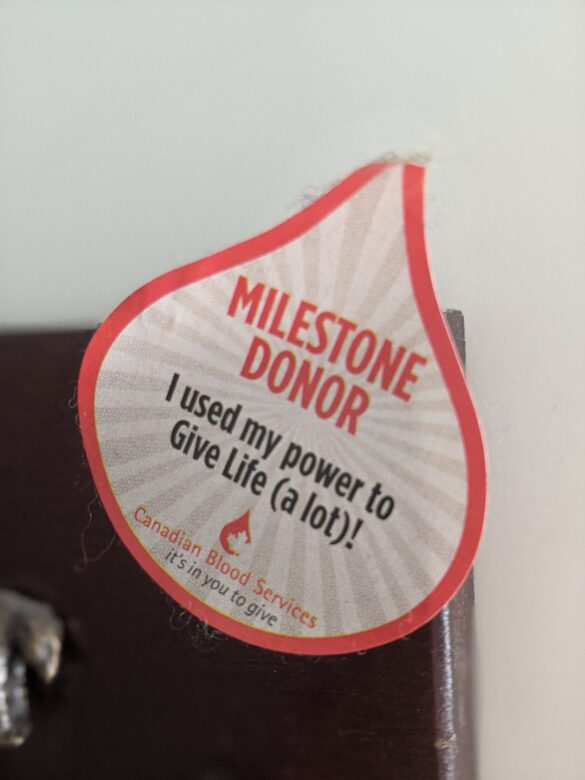 MILESTONE
DONOR
I used my power to
Give Life (a lot)!
Canadian Blood Services
it's in you to give